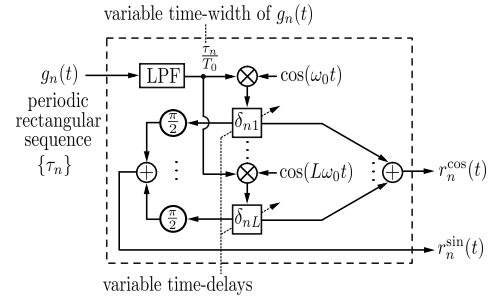 variable time-width of gₙ(t)
τₙ/T₀
gₙ(t)
LPF
cos(ω₀t)
periodic
rectangular
sequence
{τₙ}
π/2
δₙ₁
cos(Lω₀t)
rₙᶜᵒˢ(t)
π/2
δₙL
rₙˢⁱⁿ(t)
variable time-delays